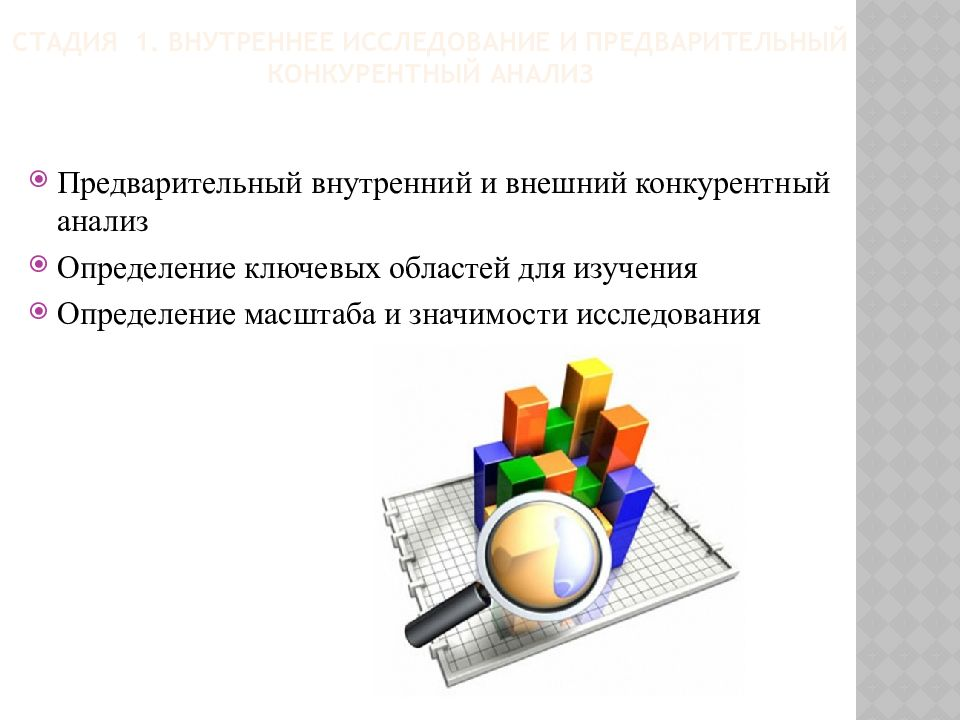 СТАДИЯ 1. ВНУТРЕННЕЕ ИССЛЕДОВАНИЕ И ПРЕДВАРИТЕЛЬНЫЙ
КОНКУРЕНТНЫЙ АНАЛИЗ
Предварительный внутренний и внешний конкурентный
анализ
Определение ключевых областей для изучения
Определение масштаба и значимости исследования